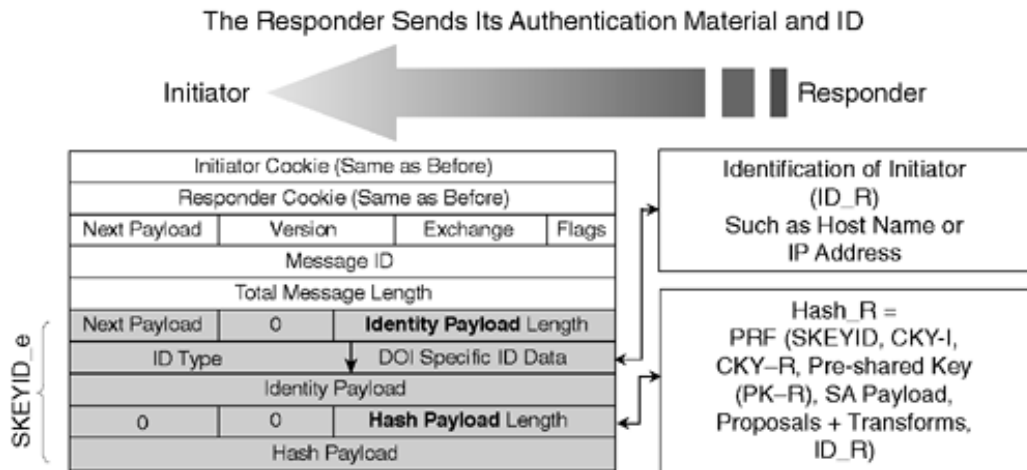 The Responder Sends Its Authentication Material and ID
Initiator
Responder
Initiator Cookie (Same as Before)
Responder Cookie (Same as Before)
Next Payload Version Exchange Flags
Message ID
Total Message Length
Next Payload 0 Identity Payload Length
ID Type DOI Specific ID Data
Identity Payload
0 0 Hash Payload Length
Hash Payload
SKEYID_e
Identification of Initiator
(ID_R)
Such as Host Name or
IP Address
Hash_R =
PRF (SKEYID, CKY-I,
CKY–R, Pre-shared Key
(PK–R), SA Payload,
Proposals + Transforms,
ID_R)